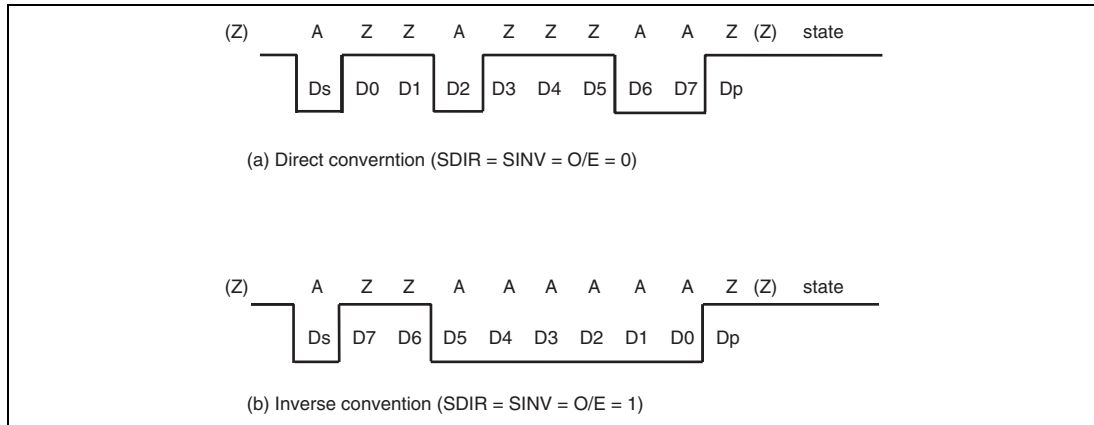 (Z) A Z Z A Z Z Z A A Z (Z) state
Ds D0 D1 D2 D3 D4 D5 D6 D7 Dp
(a) Direct converntion (SDIR = SINV = O/E = 0)
(Z) A Z Z A A A A A A Z (Z) state
Ds D7 D6 D5 D4 D3 D2 D1 D0 Dp
(b) Inverse convention (SDIR = SINV = O/E = 1)